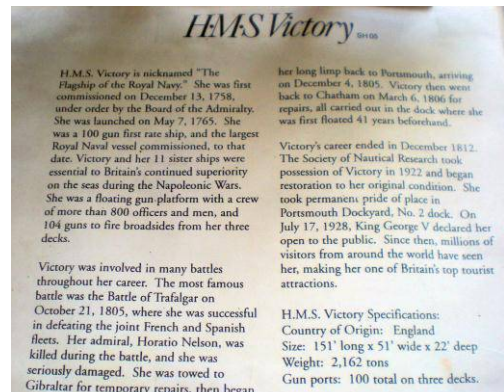 H.M.S Victory SH 05
H.M.S. Victory is nicknamed "The
Flagship of the Royal Navy." She was first
commissioned on December 13, 1758,
under order by the Board of the Admiralty.
She was launched on May 7, 1765. She
was a 100 gun first rate ship, and the largest
Royal Naval vessel commissioned, to that
date. Victory and her 11 sister ships were
essential to Britain's continued superiority
on the seas during the Napoleonic Wars.
She was a floating gun platform with a crew
of more than 800 officers and men, and
104 guns to fire broadsides from her three
decks.
Victory was involved in many battles
throughout her career. The most famous
battle was the Battle of Trafalgar on
October 21, 1805, where she was successful
in defeating the joint French and Spanish
fleets. Her admiral, Horatio Nelson, was
killed during the battle, and she was
seriously damaged. She was towed to
Gibraltar for temporary repairs, then began
her long limp back to Portsmouth, arriving
on December 4, 1805. Victory then went
back to Chatham on March 6, 1806 for
repairs, all carried out in the dock where she
was first floated 41 years beforehand.
Victory's career ended in December 1812.
The Society of Nautical Research took
possession of Victory in 1922 and began
restoration to her original condition. She
took permanent pride of place in
Portsmouth Dockyard, No. 2 dock. On
July 17, 1928, King George V declared her
open to the public. Since then, millions of
visitors from around the world have seen
her, making her one of Britain's top tourist
attractions.
H.M.S. Victory Specifications:
Country of Origin: England
Size: 151' long x 51' wide x 22' deep
Weight: 2,162 tons
Gun ports: 100 total on three decks.